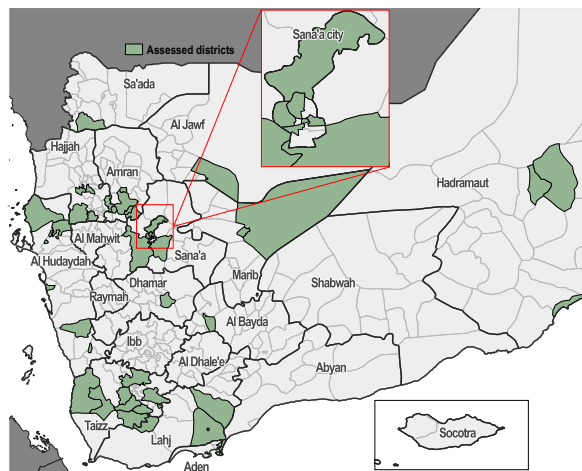 Sana'a city
Assessed districts
Sa'ada
Al Jawf
Hajjah
Amran
Hadramaut
Al Mahwit
Sana'a
Al Hudaydah
Marib
Shabwah
Dhamar
Raymah
Al Bayda
Ibb
Al Dhale'e
Abyan
Taizz
Lahj
Socotra
Aden